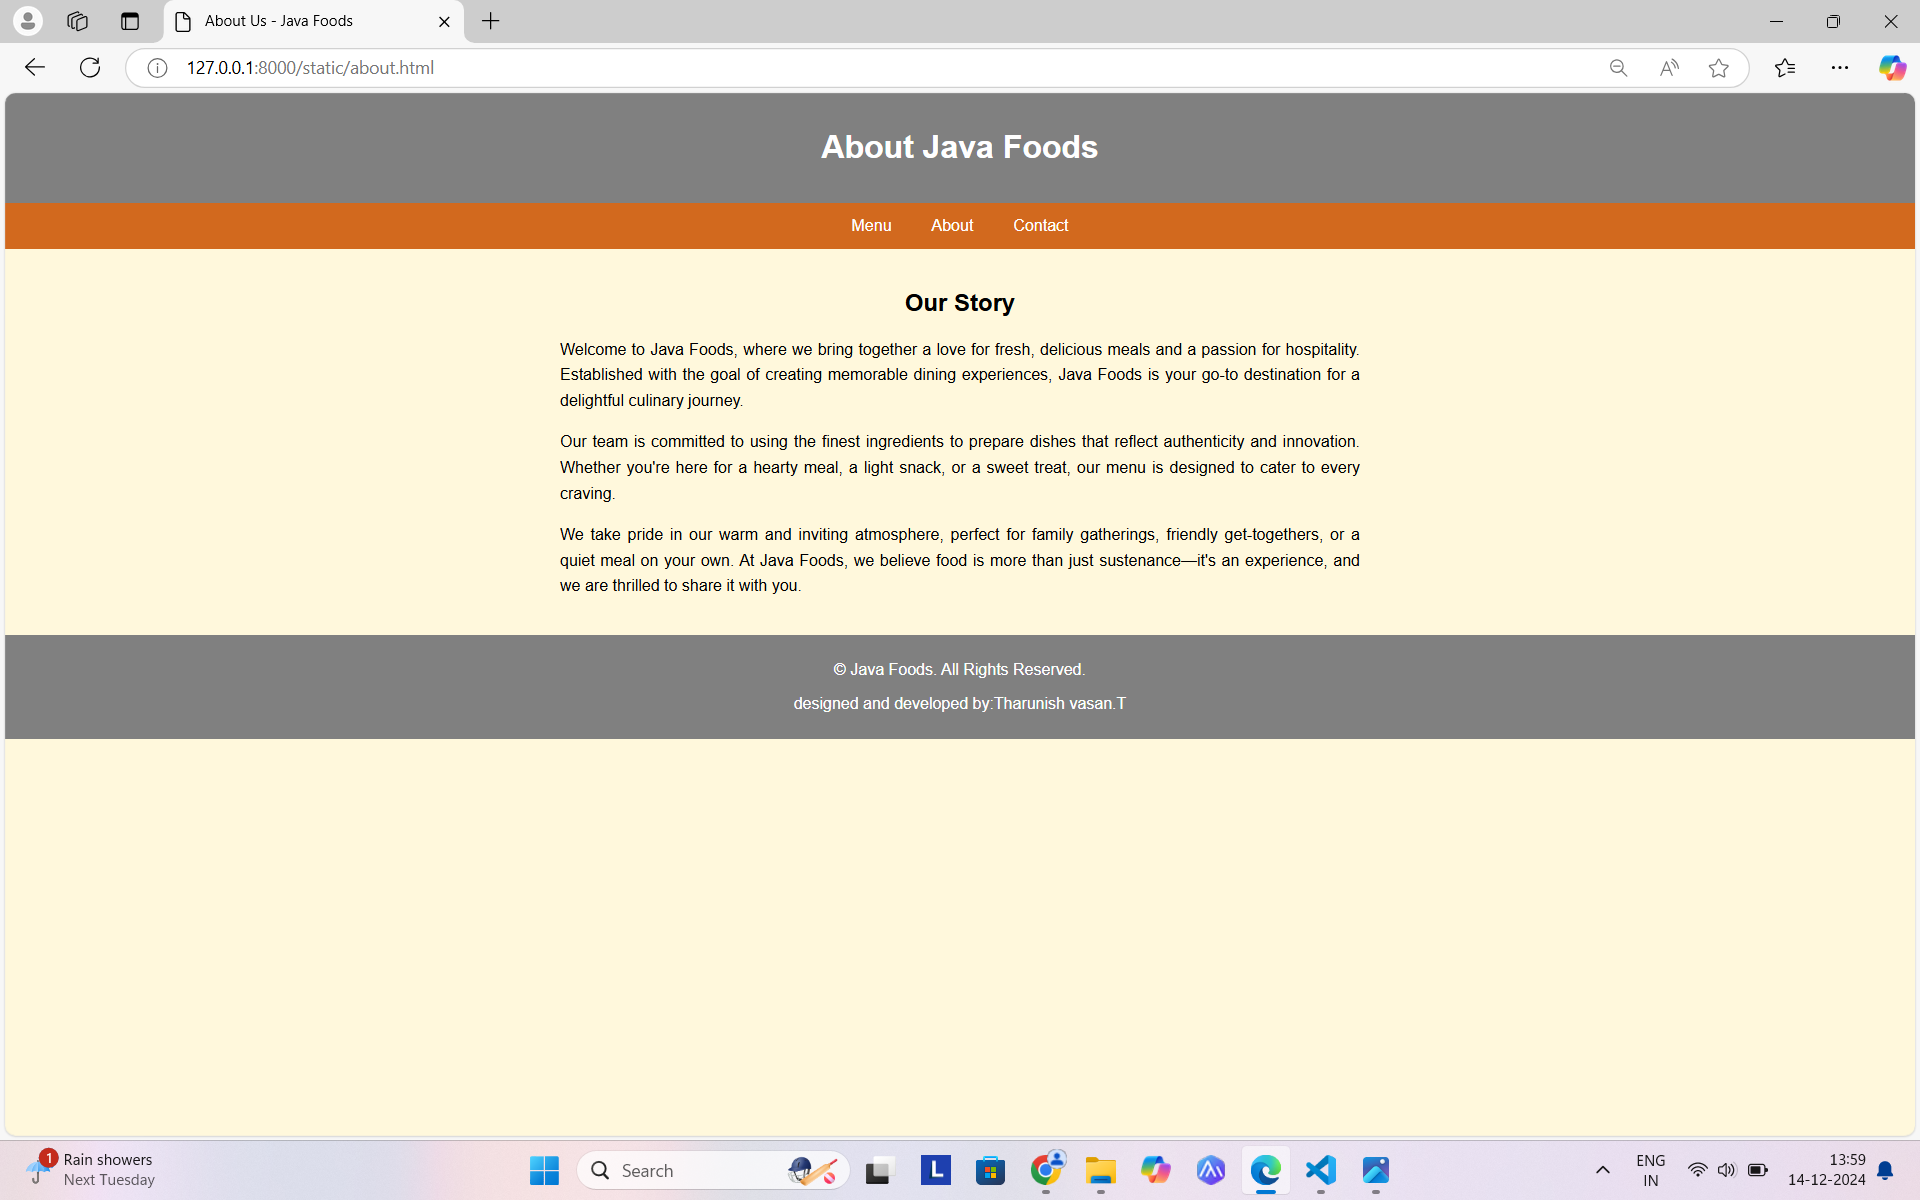 About Us - Java Foods
127.0.0.1:8000/static/about.html
About Java Foods
Menu About Contact
Our Story
Welcome to Java Foods, where we bring together a love for fresh, delicious meals and a passion for hospitality.
Established with the goal of creating memorable dining experiences, Java Foods is your go-to destination for a
delightful culinary journey.
Our team is committed to using the finest ingredients to prepare dishes that reflect authenticity and innovation.
Whether you're here for a hearty meal, a light snack, or a sweet treat, our menu is designed to cater to every
craving.
We take pride in our warm and inviting atmosphere, perfect for family gatherings, friendly get-togethers, or a
quiet meal on your own. At Java Foods, we believe food is more than just sustenance—it's an experience, and
we are thrilled to share it with you.
© Java Foods. All Rights Reserved.
designed and developed by:Tharunish vasan.T
1
Rain showers
Next Tuesday
Search
L
ENG
IN
13:59
14-12-2024